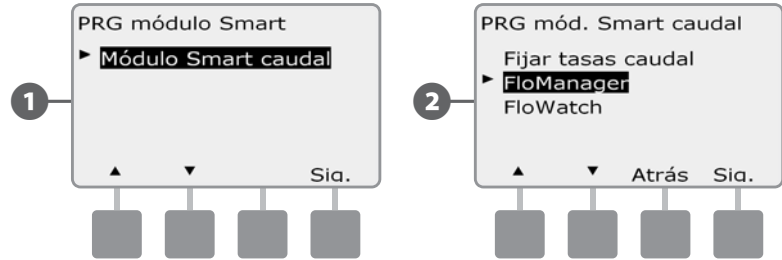 1
PRG módulo Smart
► Módulo Smart caudal
▲ ▼ Sig.
2
PRG mód. Smart caudal
Fijar tasas caudal
► FloManager
FloWatch
▲ ▼ Atrás Sig.